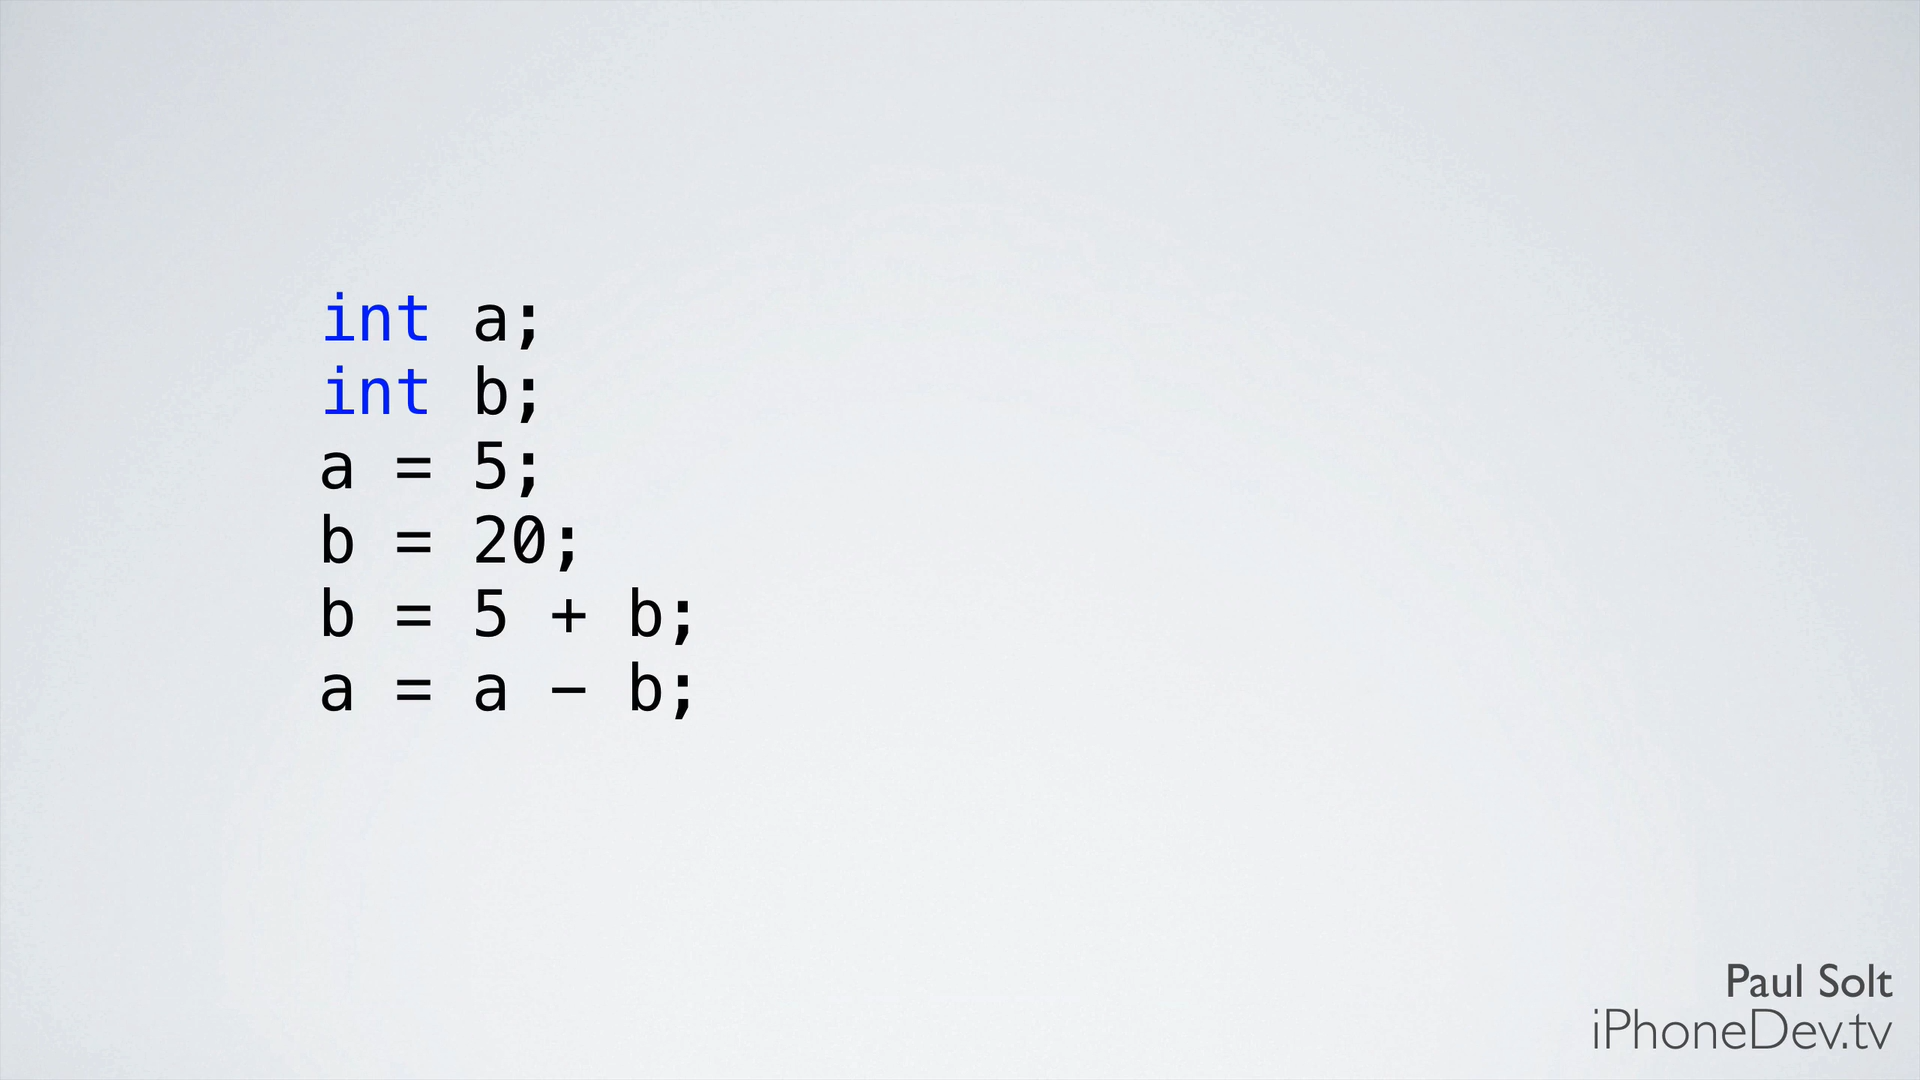 int a;
int b;
a = 5;
b = 20;
b = 5 + b;
a = a − b;
Paul Solt
iPhoneDev.tv